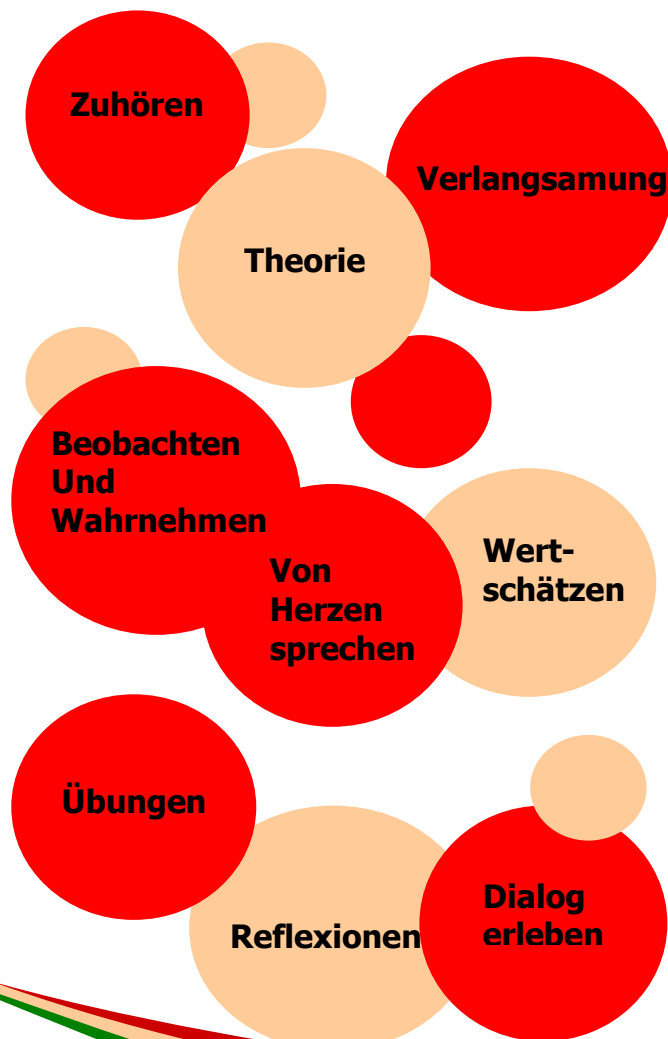 Zuhören
Verlangsamung
Theorie
Beobachten
Und
Wahrnehmen
Von
Herzen
sprechen
Wert-
schätzen
Übungen
Reflexionen
Dialog
erleben